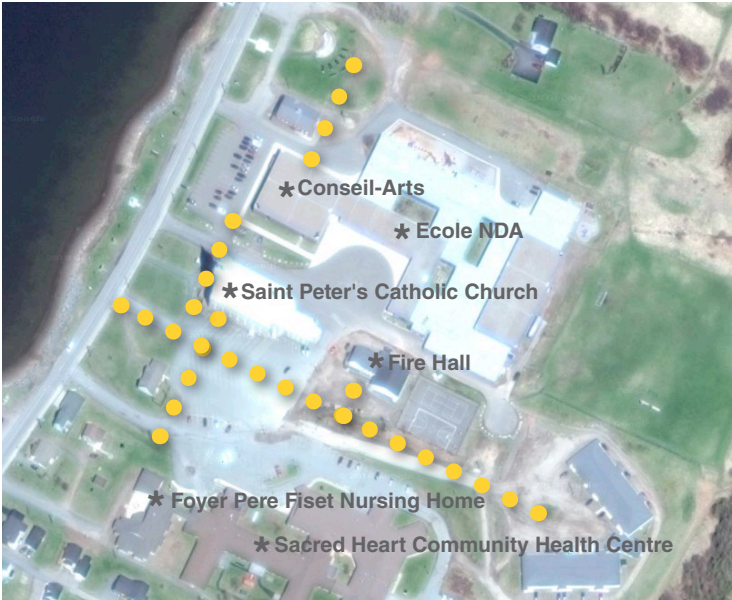 *Conseil-Arts
*Ecole NDA
*Saint Peter's Catholic Church
*Fire Hall
*Foyer Pere Fiset Nursing Home
*Sacred Heart Community Health Centre